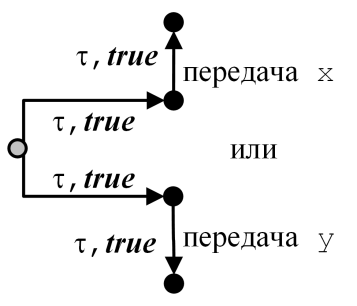 τ, true
передача x
τ, true
или
τ, true
передача y
τ, true